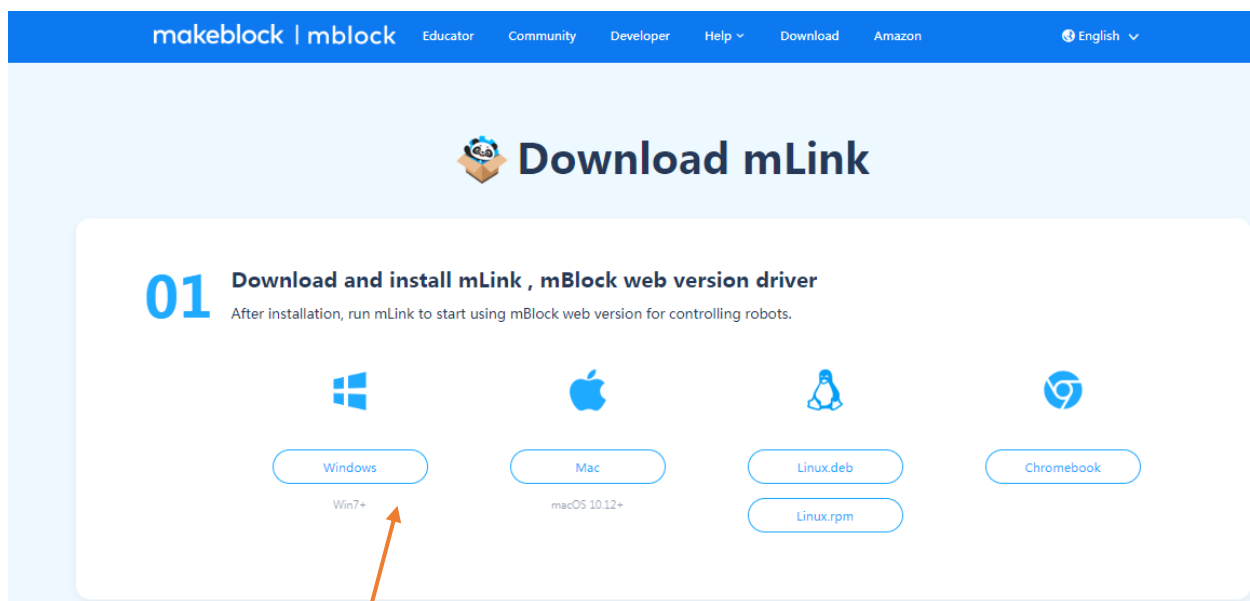 makeblock | mblock Educator Community Developer Help Download Amazon English
Download mLink
01 Download and install mLink , mBlock web version driver
After installation, run mLink to start using mBlock web version for controlling robots.
Windows Mac Linux.deb Chromebook
Win7+ macOS 10.12+
Linux.rpm